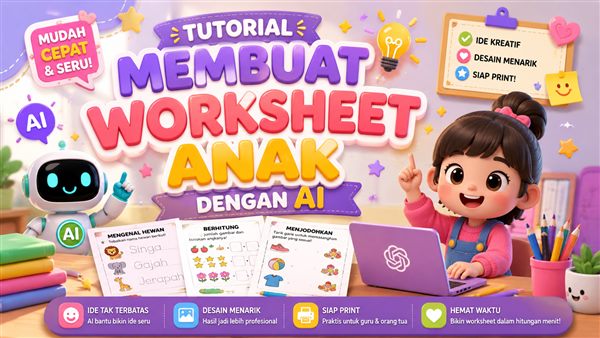 MUDAH
CEPAT
& SERU!
TUTORIAL
MEMBUAT
WORKSHEET
ANAK
DENGAN AI
IDE KREATIF
DESAIN MENARIK
SIAP PRINT!
AI
AI
MENGENAL HEWAN
Singa
Gajah
Jerapah
BERHITUNG
MENJODOHKAN
IDE TAK TERBATAS
AI bantu bikin ide seru
DESAIN MENARIK
Hasil jadi lebih profesional
SIAP PRINT
Praktis untuk guru & orang tua
HEMAT WAKTU
Bikin worksheet dalam hitungan menit!